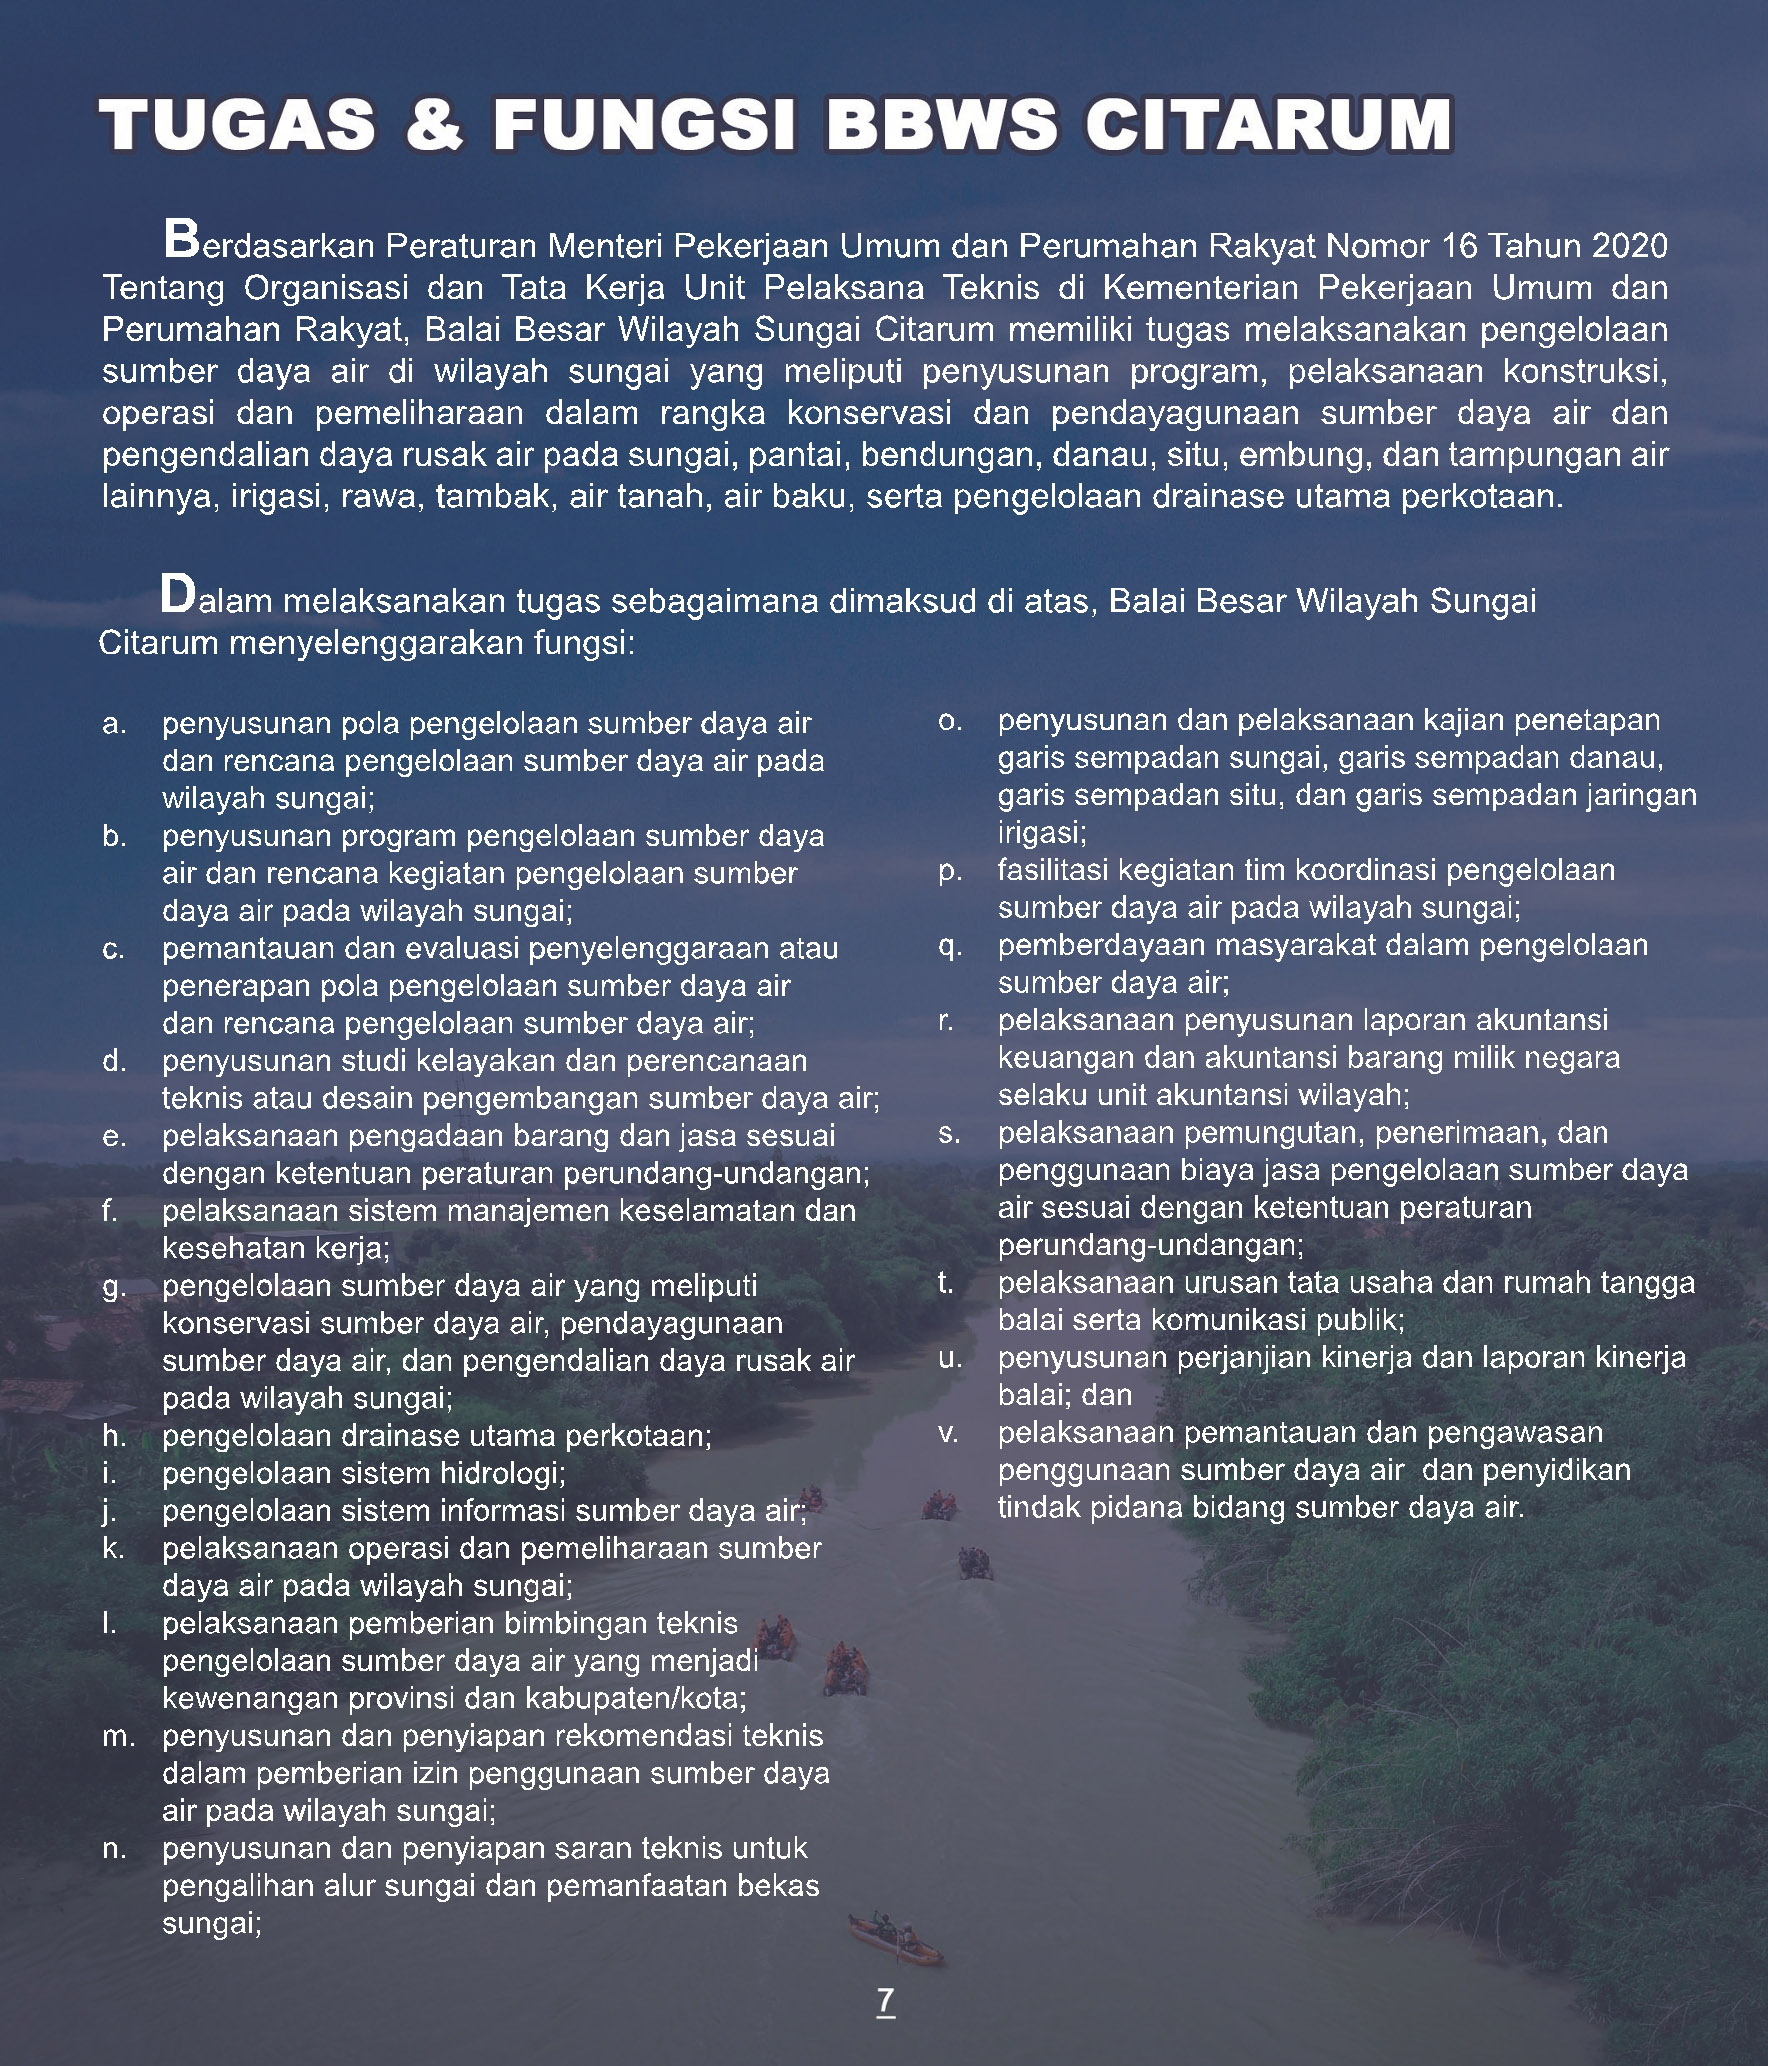 TUGAS & FUNGSI BBWS CITARUM
Berdasarkan Peraturan Menteri Pekerjaan Umum dan Perumahan Rakyat Nomor 16 Tahun 2020
Tentang Organisasi dan Tata Kerja Unit Pelaksana Teknis di Kementerian Pekerjaan Umum dan
Perumahan Rakyat, Balai Besar Wilayah Sungai Citarum memiliki tugas melaksanakan pengelolaan
sumber daya air di wilayah sungai yang meliputi penyusunan program, pelaksanaan konstruksi,
operasi dan pemeliharaan dalam rangka konservasi dan pendayagunaan sumber daya air dan
pengendalian daya rusak air pada sungai, pantai, bendungan, danau, situ, embung, dan tampungan air
lainnya, irigasi, rawa, tambak, air tanah, air baku, serta pengelolaan drainase utama perkotaan.
Dalam melaksanakan tugas sebagaimana dimaksud di atas, Balai Besar Wilayah Sungai
Citarum menyelenggarakan fungsi:
a. penyusunan pola pengelolaan sumber daya air
dan rencana pengelolaan sumber daya air pada
wilayah sungai;
b. penyusunan program pengelolaan sumber daya
air dan rencana kegiatan pengelolaan sumber
daya air pada wilayah sungai;
c. pemantauan dan evaluasi penyelenggaraan atau
penerapan pola pengelolaan sumber daya air
dan rencana pengelolaan sumber daya air;
d. penyusunan studi kelayakan dan perencanaan
teknis atau desain pengembangan sumber daya air;
e. pelaksanaan pengadaan barang dan jasa sesuai
dengan ketentuan peraturan perundang-undangan;
f. pelaksanaan sistem manajemen keselamatan dan
kesehatan kerja;
g. pengelolaan sumber daya air yang meliputi
konservasi sumber daya air, pendayagunaan
sumber daya air, dan pengendalian daya rusak air
pada wilayah sungai;
h. pengelolaan drainase utama perkotaan;
i. pengelolaan sistem hidrologi;
j. pengelolaan sistem informasi sumber daya air;
k. pelaksanaan operasi dan pemeliharaan sumber
daya air pada wilayah sungai;
l. pelaksanaan pemberian bimbingan teknis
pengelolaan sumber daya air yang menjadi
kewenangan provinsi dan kabupaten/kota;
m. penyusunan dan penyiapan rekomendasi teknis
dalam pemberian izin penggunaan sumber daya
air pada wilayah sungai;
n. penyusunan dan penyiapan saran teknis untuk
pengalihan alur sungai dan pemanfaatan bekas
sungai;
o. penyusunan dan pelaksanaan kajian penetapan
garis sempadan sungai, garis sempadan danau,
garis sempadan situ, dan garis sempadan jaringan
irigasi;
p. fasilitasi kegiatan tim koordinasi pengelolaan
sumber daya air pada wilayah sungai;
q. pemberdayaan masyarakat dalam pengelolaan
sumber daya air;
r. pelaksanaan penyusunan laporan akuntansi
keuangan dan akuntansi barang milik negara
selaku unit akuntansi wilayah;
s. pelaksanaan pemungutan, penerimaan, dan
penggunaan biaya jasa pengelolaan sumber daya
air sesuai dengan ketentuan peraturan
perundang-undangan;
t. pelaksanaan urusan tata usaha dan rumah tangga
balai serta komunikasi publik;
u. penyusunan perjanjian kinerja dan laporan kinerja
balai; dan
v. pelaksanaan pemantauan dan pengawasan
penggunaan sumber daya air dan penyidikan
tindak pidana bidang sumber daya air.
7